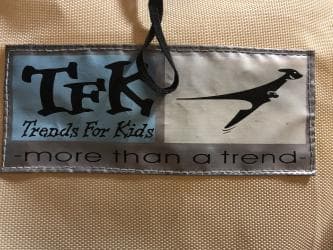 TFK
Trends For Kids
-more than a trend-